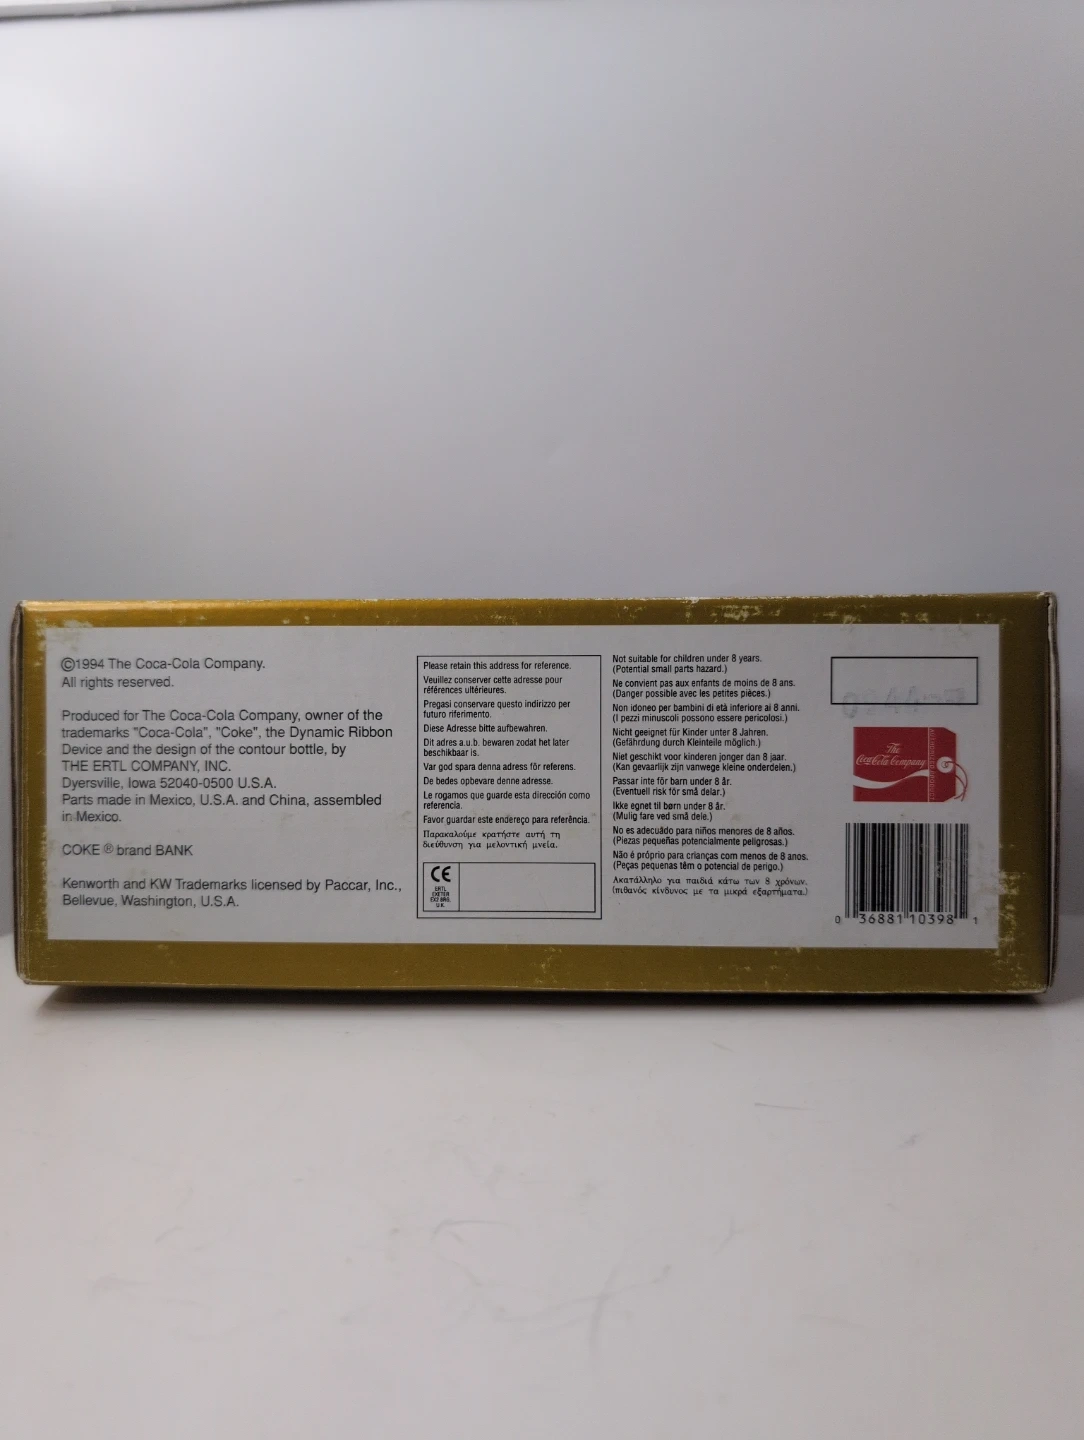 ©1994 The Coca-Cola Company.
All rights reserved.
Produced for The Coca-Cola Company, owner of the
trademarks "Coca-Cola", "Coke", the Dynamic Ribbon
Device and the design of the contour bottle, by
THE ERTL COMPANY, INC.
Dyersville, Iowa 52040-0500 U.S.A.
Parts made in Mexico, U.S.A. and China, assembled
in Mexico.
COKE ® brand BANK
Kenworth and KW Trademarks licensed by Paccar, Inc.,
Bellevue, Washington, U.S.A.
Please retain this address for reference.
Veuillez conserver cette adresse pour
références ultérieures.
Pregasi conservare questo indirizzo per
futuro riferimento.
Diese Adresse bitte aufbewahren.
Dit adres a.u.b. bewaren zodat het later
beschikbaar is.
Var god spara denna adress för referens.
De bedes opbevare denne adresse.
Le rogamos que guarde esta dirección como
referencia.
Favor guardar este endereço para referência.
Παρακαλούμε κρατήστε αυτή τη
διεύθυνση για μελοντική μνεία.
CE
ERTL
EXETER
U.K.
Not suitable for children under 8 years.
(Potential small parts hazard.)
Ne convient pas aux enfants de moins de 8 ans.
(Danger possible avec les petites pièces.)
Non idoneo per bambini di età inferiore ai 8 anni.
(I pezzi minuscoli possono essere pericolosi.)
Nicht geeignet für Kinder unter 8 Jahren.
(Gefährdung durch Kleinteile möglich.)
Niet geschikt voor kinderen jonger dan 8 jaar.
(Kan gevaarlijk zijn vanwege kleine onderdelen.)
Passar inte för barn under 8 år.
(Eventuell risk för små delar.)
Ikke egnet til børn under 8 år.
(Mulig fare ved små dele.)
No es adecuado para niños menores de 8 años.
(Piezas pequeñas potencialmente peligrosas.)
Não é próprio para crianças com menos de 8 anos.
(Peças pequenas têm o potencial de perigo.)
Ακατάλληλο για παιδιά κάτω των 8 χρόνων.
(πιθανός κίνδυνος με τα μικρά εξαρτήματα.)
The
Coca-Cola Company
AUTHORIZED PRODUCT
0 36881 10398 1